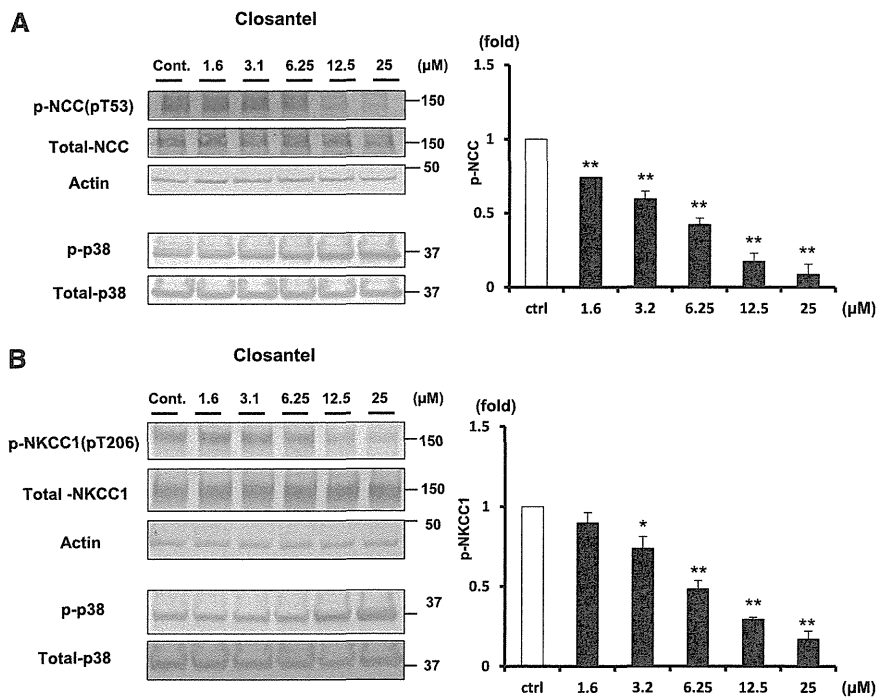 A
Closantel
Cont. 1.6 3.1 6.25 12.5 25 (μM)
p-NCC(pT53)
150
Total-NCC
150
50
Actin
p-p38
37
Total-p38
37
(fold)
1.5
1
0.5
0
p-NCC
** ** ** ** **
ctrl 1.6 3.2 6.25 12.5 25 (μM)
B
Closantel
Cont. 1.6 3.1 6.25 12.5 25 (μM)
p-NKCC1(pT206)
150
Total -NKCC1
150
50
Actin
p-p38
37
Total-p38
37
(fold)
1.5
1
0.5
0
p-NKCC1
* ** ** **
ctrl 1.6 3.2 6.25 12.5 25 (μM)